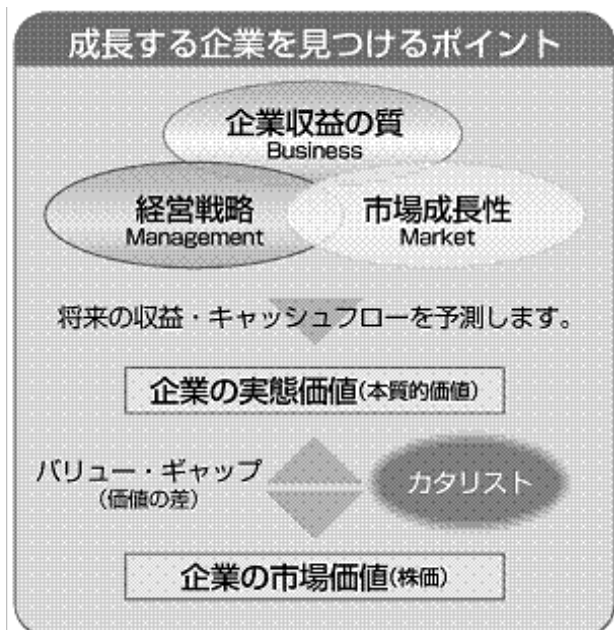 成長する企業を見つけるポイント
企業収益の質
Business
経営戦略
Management
市場成長性
Market
将来の収益・キャッシュフローを予測します。
企業の実態価値(本質的価値)
バリュー・ギャップ
(価値の差)
カタリスト
企業の市場価値(株価)